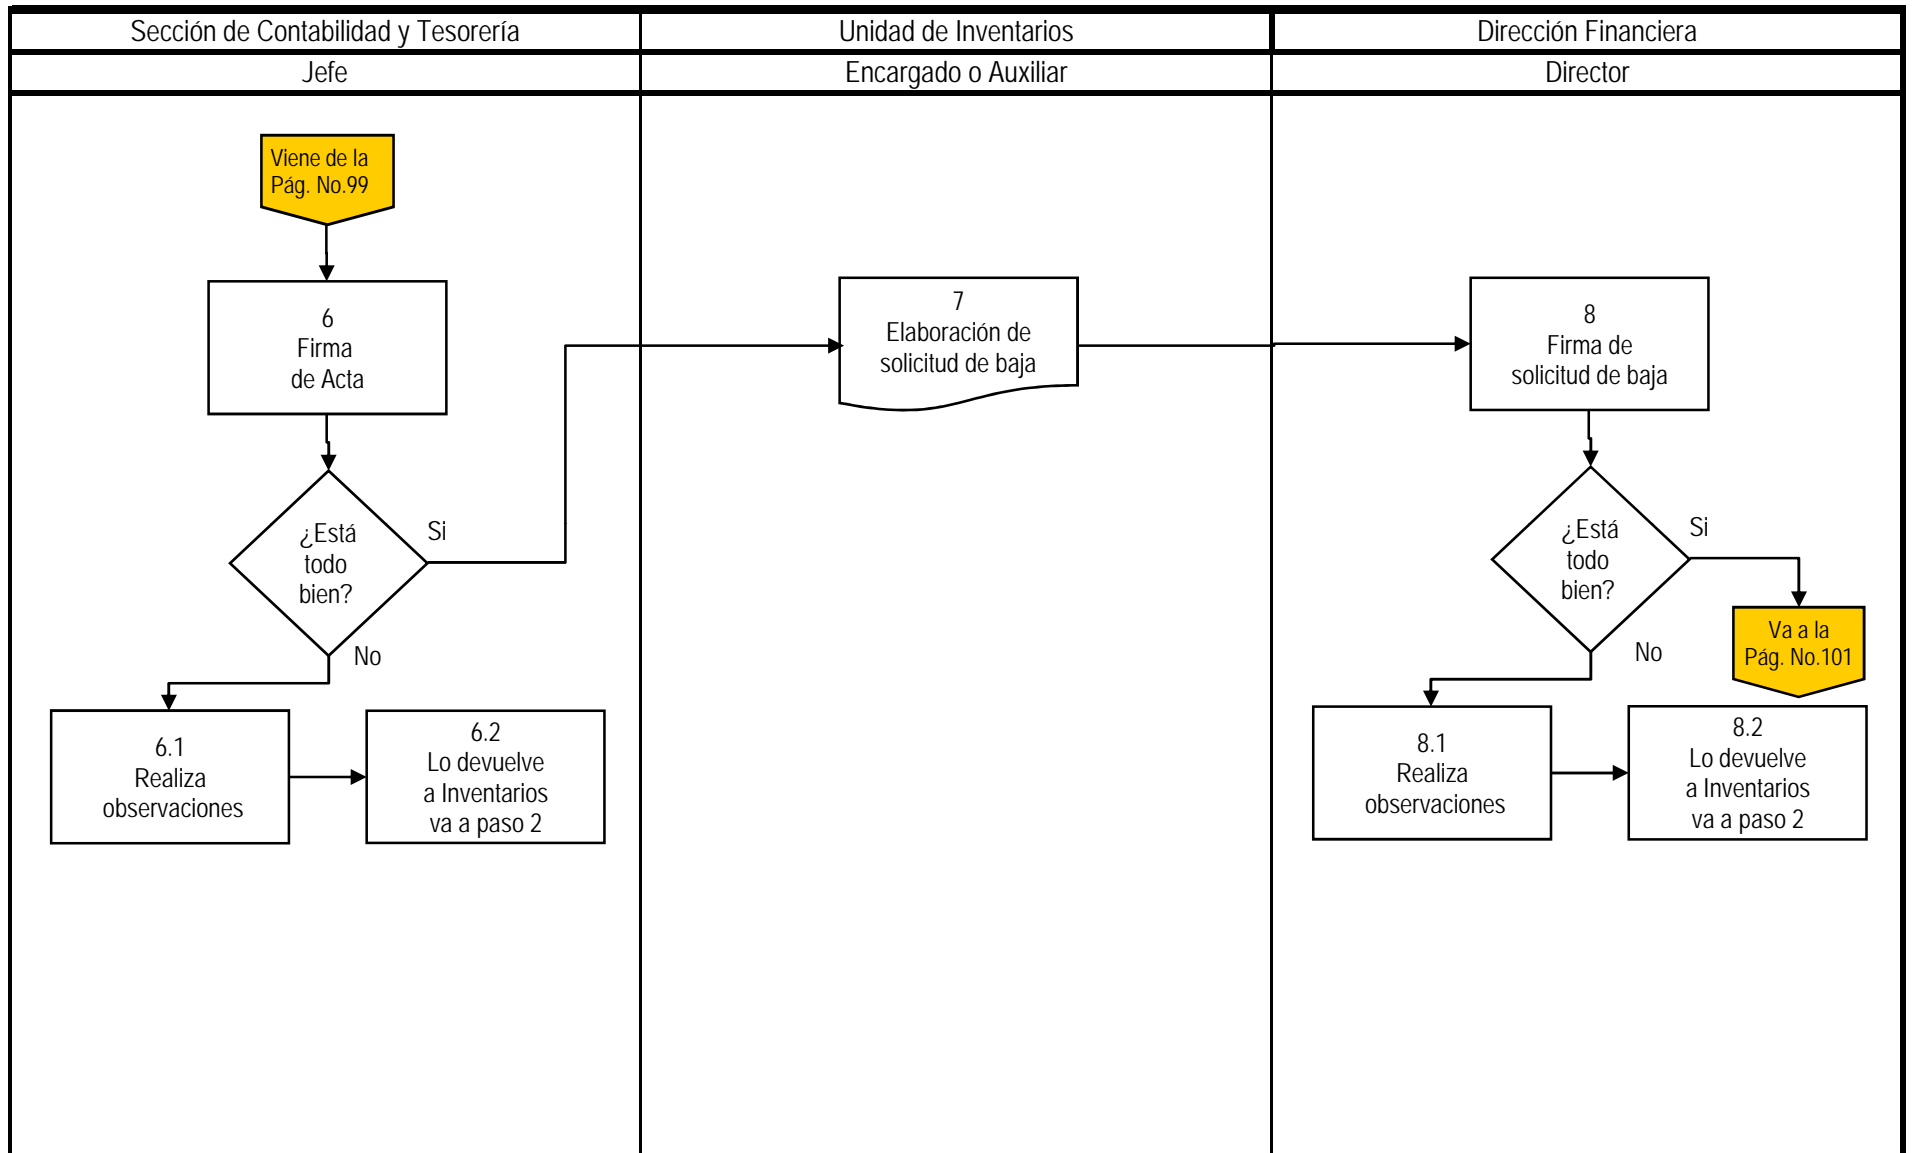 Sección de Contabilidad y Tesorería
Unidad de Inventarios
Dirección Financiera
Jefe
Encargado o Auxiliar
Director
Viene de la
Pág. No.99
6
Firma
de Acta
¿Está
todo
bien?
Si
No
6.1
Realiza
observaciones
6.2
Lo devuelve
a Inventarios
va a paso 2
7
Elaboración de
solicitud de baja
8
Firma de
solicitud de baja
¿Está
todo
bien?
Si
Va a la
Pág. No.101
No
8.1
Realiza
observaciones
8.2
Lo devuelve
a Inventarios
va a paso 2